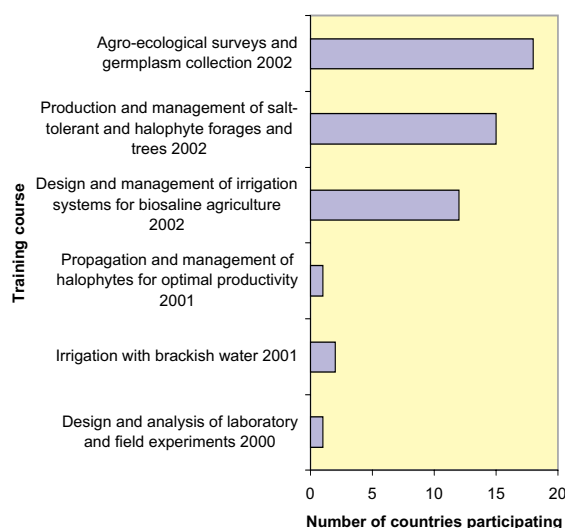 Agro-ecological surveys and
germplasm collection 2002
Production and management of salt-
tolerant and halophyte forages and
trees 2002
Design and management of irrigation
systems for biosaline agriculture
2002
Propagation and management of
halophytes for optimal productivity
2001
Irrigation with brackish water 2001
Design and analysis of laboratory
and field experiments 2000
Training course
0 5 10 15 20
Number of countries participating